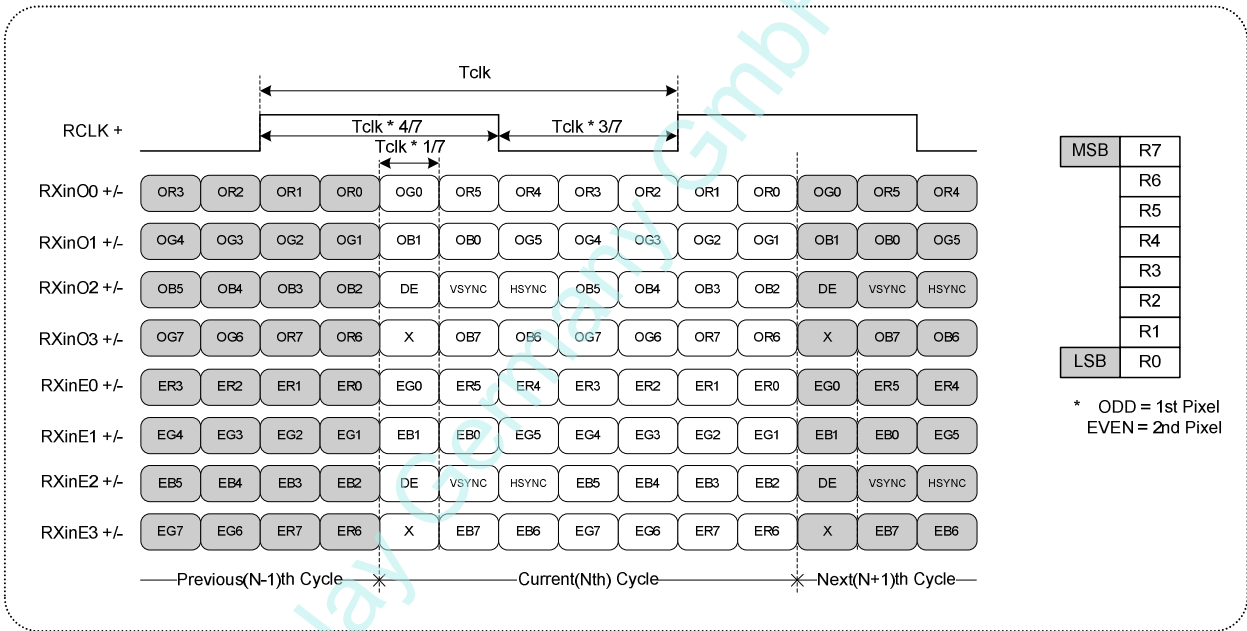 Tclk
RCLK +
Tclk * 4/7
Tclk * 3/7
Tclk * 1/7
RXinO0 +/- OR3 OR2 OR1 OR0 OG0 OR5 OR4 OR3 OR2 OR1 OR0 OG0 OR5 OR4
RXinO1 +/- OG4 OG3 OG2 OG1 OB1 OB0 OG5 OG4 OG3 OG2 OG1 OB1 OB0 OG5
RXinO2 +/- OB5 OB4 OB3 OB2 DE VSYNC HSYNC OB5 OB4 OB3 OB2 DE VSYNC HSYNC
RXinO3 +/- OG7 OG6 OR7 OR6 X OB7 OB6 OG7 OG6 OR7 OR6 X OB7 OB6
RXinE0 +/- ER3 ER2 ER1 ER0 EG0 ER5 ER4 ER3 ER2 ER1 ER0 EG0 ER5 ER4
RXinE1 +/- EG4 EG3 EG2 EG1 EB1 EB0 EG5 EG4 EG3 EG2 EG1 EB1 EB0 EG5
RXinE2 +/- EB5 EB4 EB3 EB2 DE VSYNC HSYNC EB5 EB4 EB3 EB2 DE VSYNC HSYNC
RXinE3 +/- EG7 EG6 ER7 ER6 X EB7 EB6 EG7 EG6 ER7 ER6 X EB7 EB6
Previous(N-1)th Cycle Current(Nth) Cycle Next(N+1)th Cycle
MSB R7
R6
R5
R4
R3
R2
R1
LSB R0
* ODD = 1st Pixel
EVEN = 2nd Pixel
lay Germany Gmb